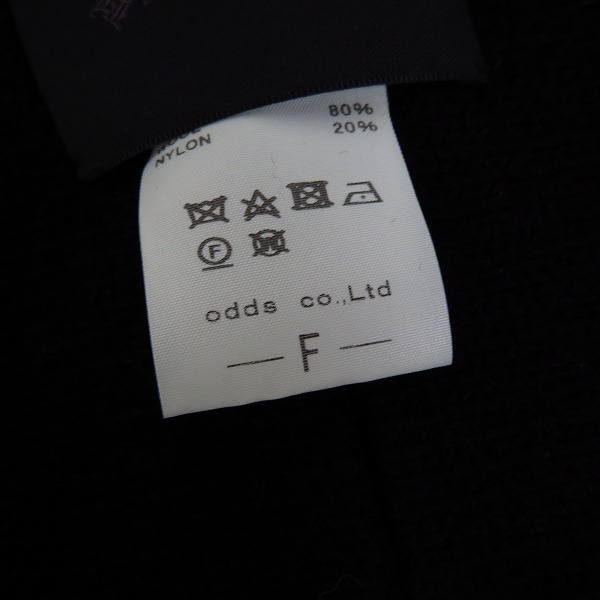 80%
NYLON 20%
F W
odds co.,Ltd
— F —